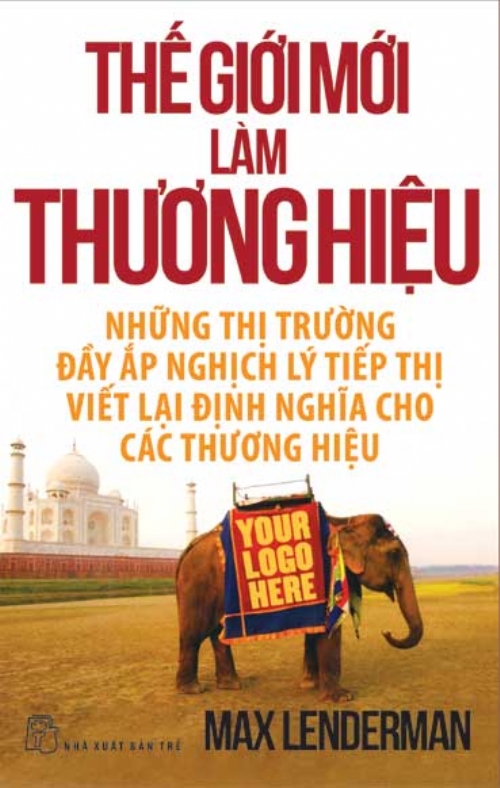 THẾ GIỚI MỚI
LÀM
THƯƠNG HIỆU
NHỮNG THỊ TRƯỜNG
ĐẦY ẮP NGHỊCH LÝ TIẾP THỊ
VIẾT LẠI ĐỊNH NGHĨA CHO
CÁC THƯƠNG HIỆU
YOUR
LOGO
HERE
NHÀ XUẤT BẢN TRẺ
MAX LENDERMAN